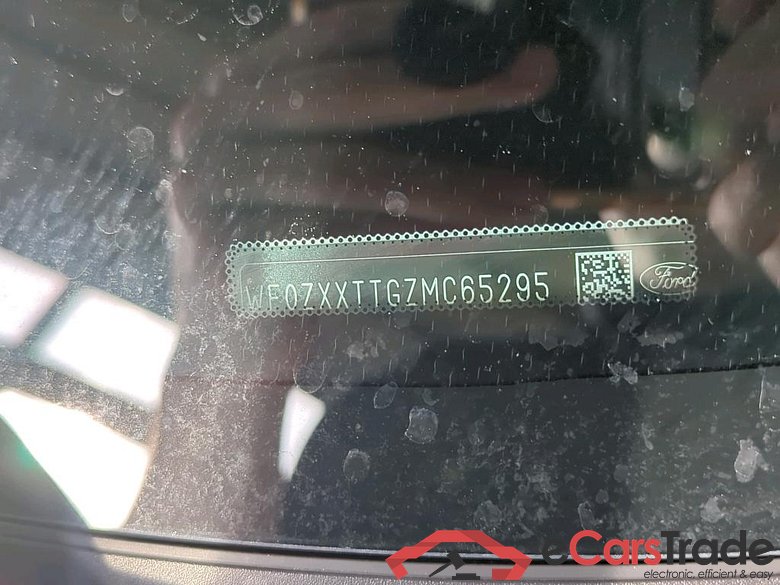 WF0ZXXTTGZMC65295 Ford
eCarsTrade
electronic, efficient & easy